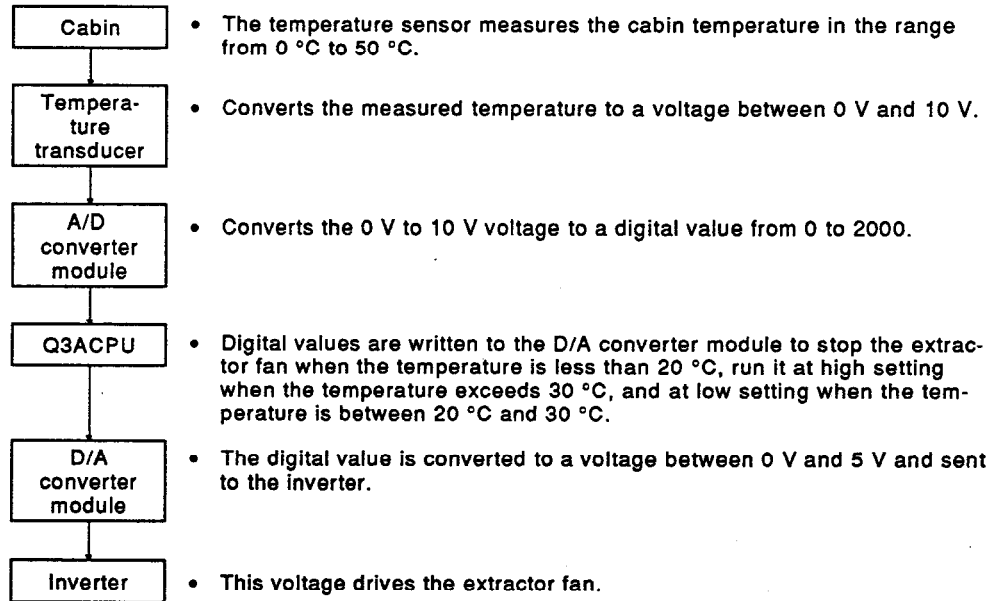 Cabin
• The temperature sensor measures the cabin temperature in the range
from 0 °C to 50 °C.
Tempera-
ture
transducer
• Converts the measured temperature to a voltage between 0 V and 10 V.
A/D
converter
module
• Converts the 0 V to 10 V voltage to a digital value from 0 to 2000.
Q3ACPU
• Digital values are written to the D/A converter module to stop the extrac-
tor fan when the temperature is less than 20 °C, run it at high setting
when the temperature exceeds 30 °C, and at low setting when the tem-
perature is between 20 °C and 30 °C.
D/A
converter
module
• The digital value is converted to a voltage between 0 V and 5 V and sent
to the inverter.
Inverter
• This voltage drives the extractor fan.